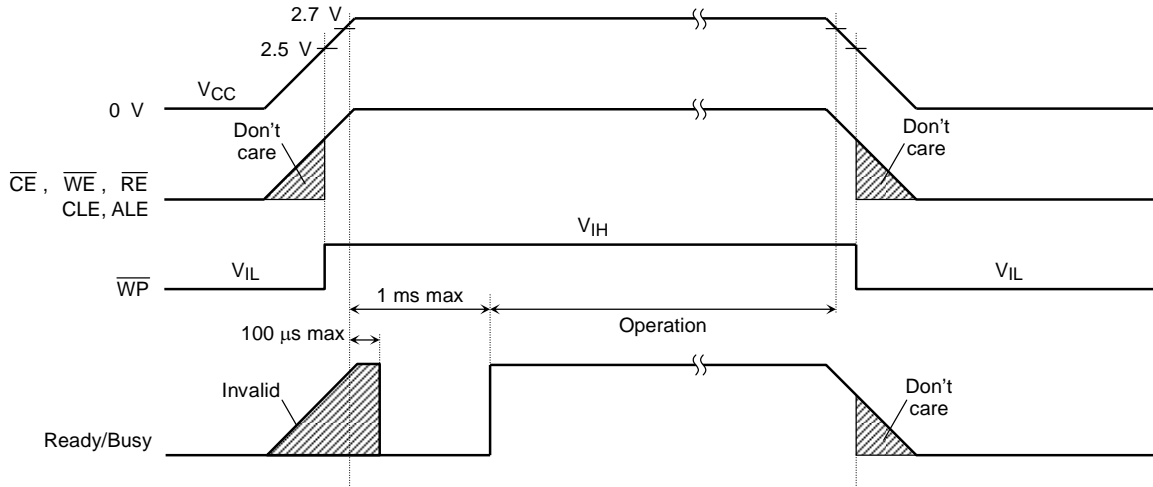 2.7 V
2.5 V
VCC
0 V
Don't
care
Don't
care
CE , WE , RE
CLE, ALE
VIH
VIL
VIL
WP
1 ms max
Operation
100 μs max
Invalid
Don't
care
Ready/Busy